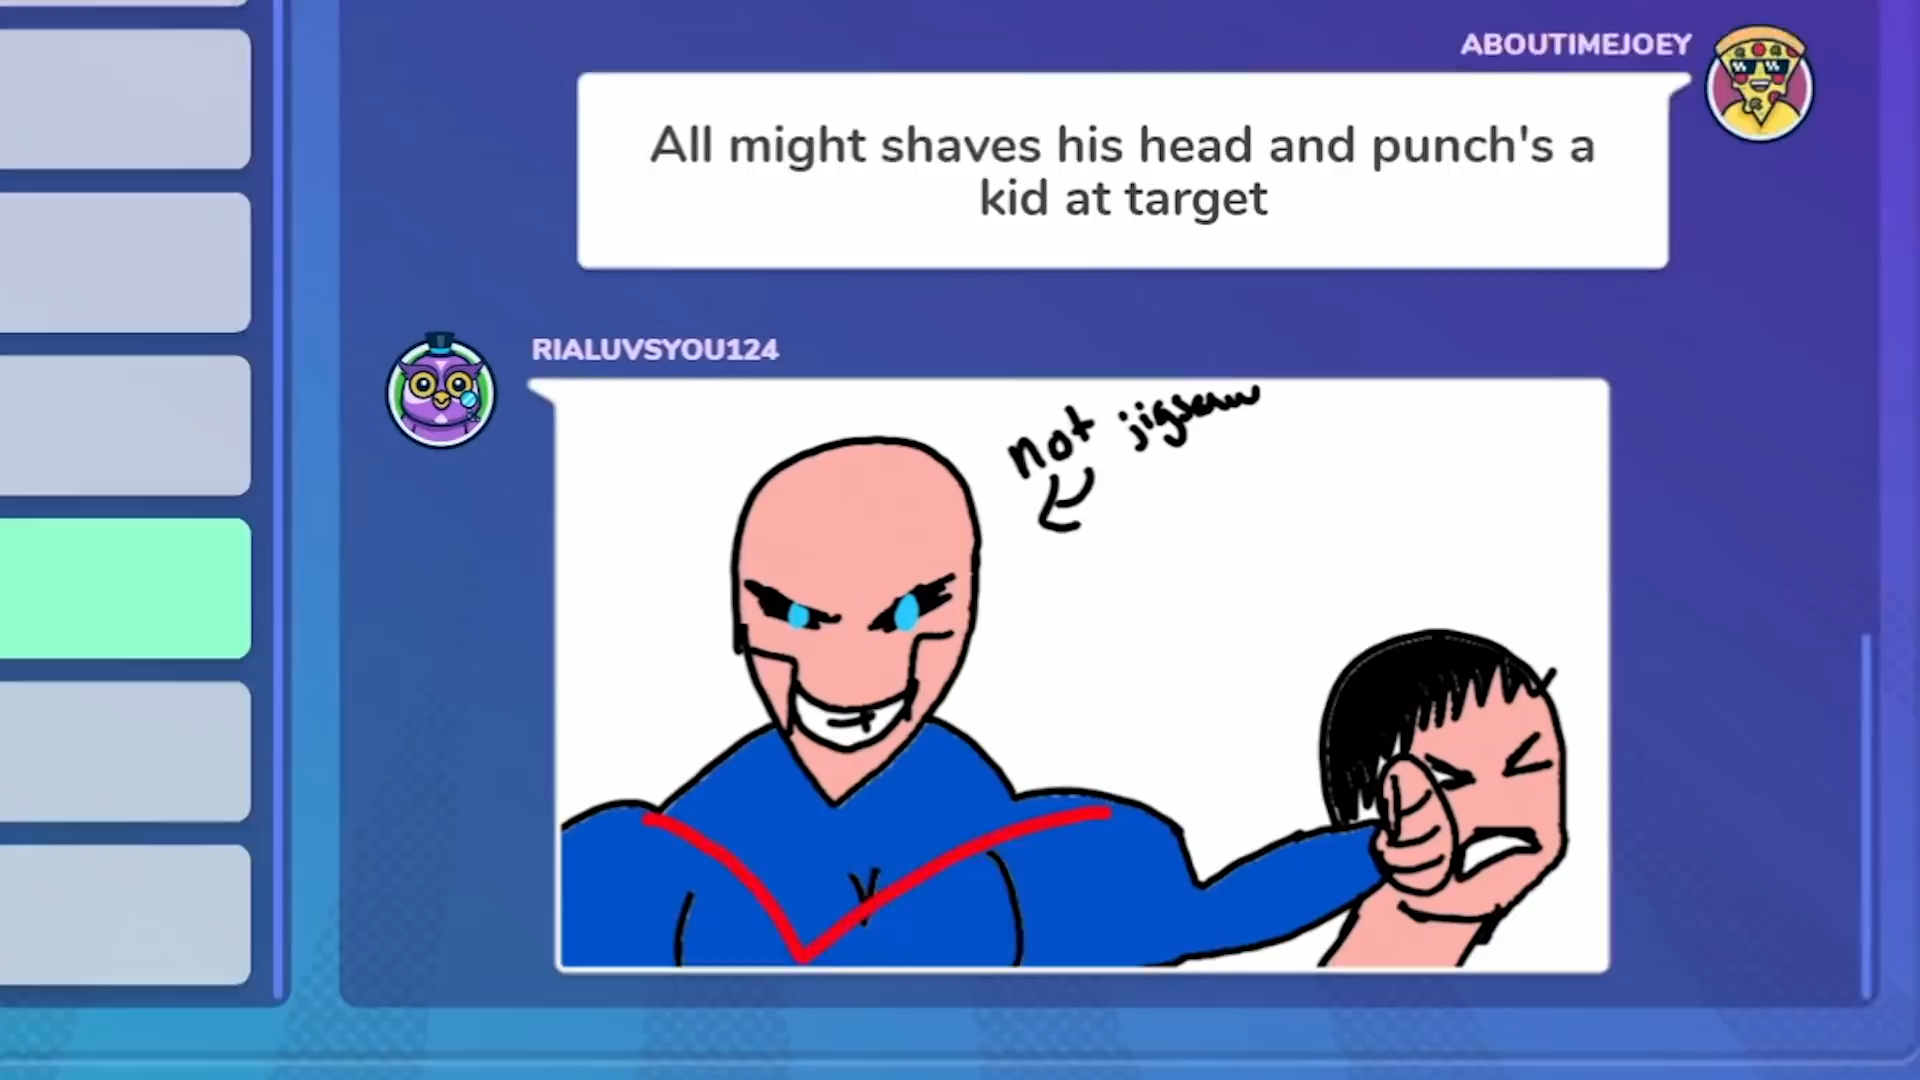 ABOUTIMEJOEY
All might shaves his head and punch's a
kid at target
RIALUVSYOU124
not jigsaw